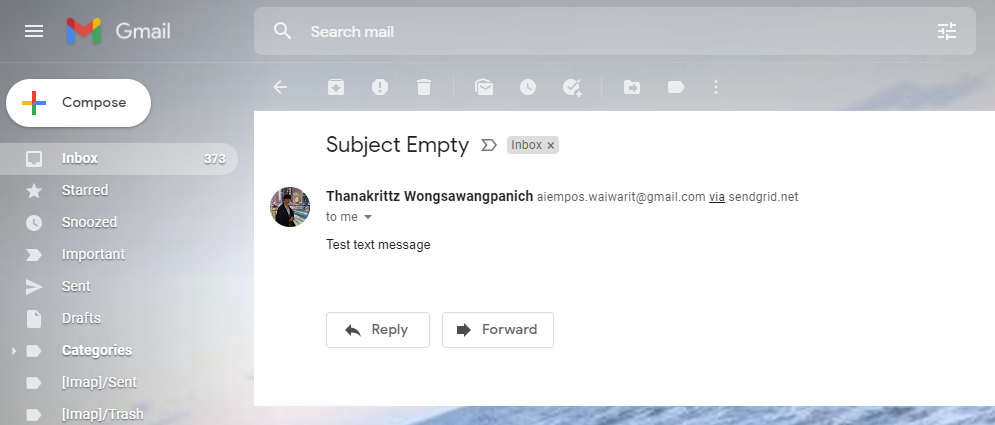 Gmail
Search mail
Compose
Inbox 373
Starred
Snoozed
Important
Sent
Drafts
Categories
[Imap]/Sent
[Imap]/Trash
Subject Empty Inbox ×
Thanakrittz Wongsawangpanich aiempos.waiwarit@gmail.com via sendgrid.net
to me
Test text message
Reply Forward